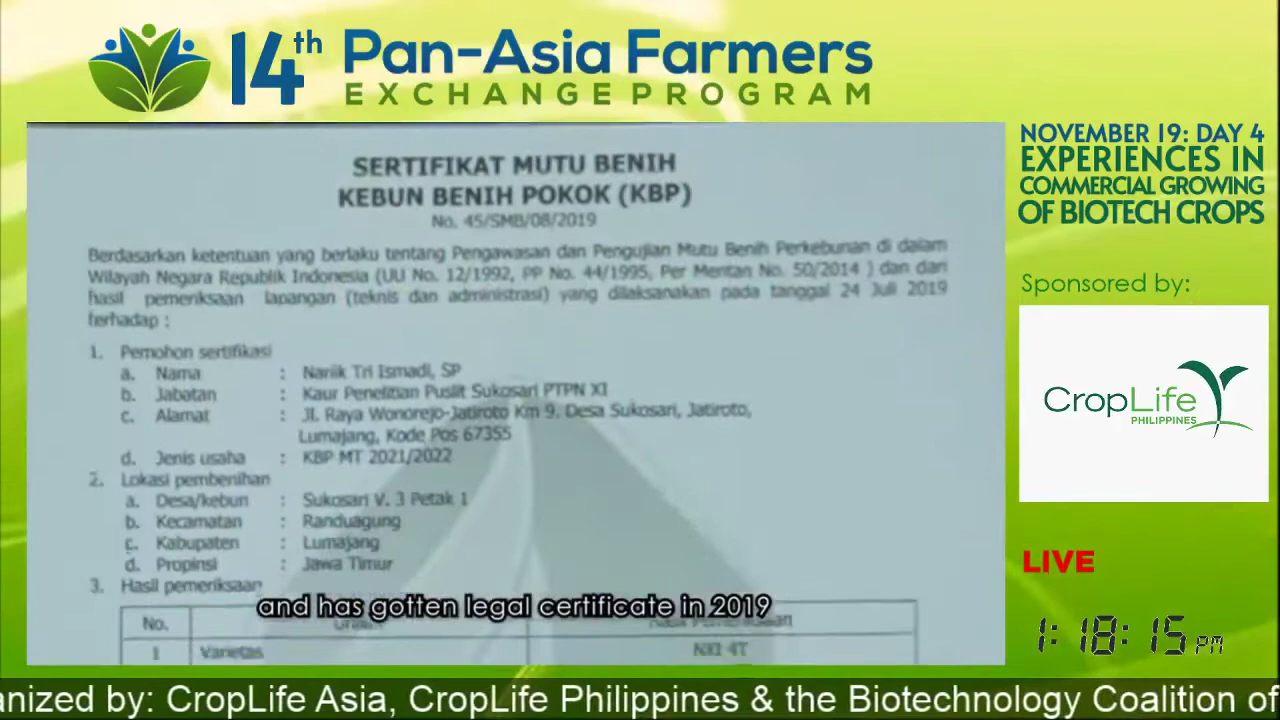 14th Pan-Asia Farmers
EXCHANGE PROGRAM
NOVEMBER 19: DAY 4
EXPERIENCES IN
COMMERCIAL GROWING
OF BIOTECH CROPS
Sponsored by:
CropLife
PHILIPPINES
LIVE
1:18:15 PM
SERTIFIKAT MUTU BENIH
KEBUN BENIH POKOK (KBP)
No. 45/SMB/08/2019
Berdasarkan ketentuan yang berlaku tentang Pengawasan dan Pengujian Mutu Benih Perkebunan di dalam
Wilayah Negara Republik Indonesia (UU No. 12/1992, PP No. 44/1995, Per Mentan No. 50/2014 ) dan dari
hasil pemeriksaan lapangan (teknis dan administrasi) yang dilaksanakan pada tanggal 24 Juli 2019
terhadap :
1. Pemohon sertifikasi
a. Nama : Nanik Tri Ismadi, SP
b. Jabatan : Kaur Penelitian Puslit Sukosari PTPN XI
c. Alamat : Jl. Raya Wonorejo-Jatiroto Km 9. Desa Sukosari, Jatiroto,
Lumajang, Kode Pos 67355
d. Jenis usaha : KBP MT 2021/2022
2. Lokasi pembenihan
a. Desa/kebun : Sukosari V. 3 Petak 1
b. Kecamatan : Randuagung
c. Kabupaten : Lumajang
d. Propinsi : Jawa Timur
3. Hasil pemeriksaan
and has gotten legal certificate in 2019
No.
1 Varietas NXI 4T
anized by: CropLife Asia, CropLife Philippines & the Biotechnology Coalition of